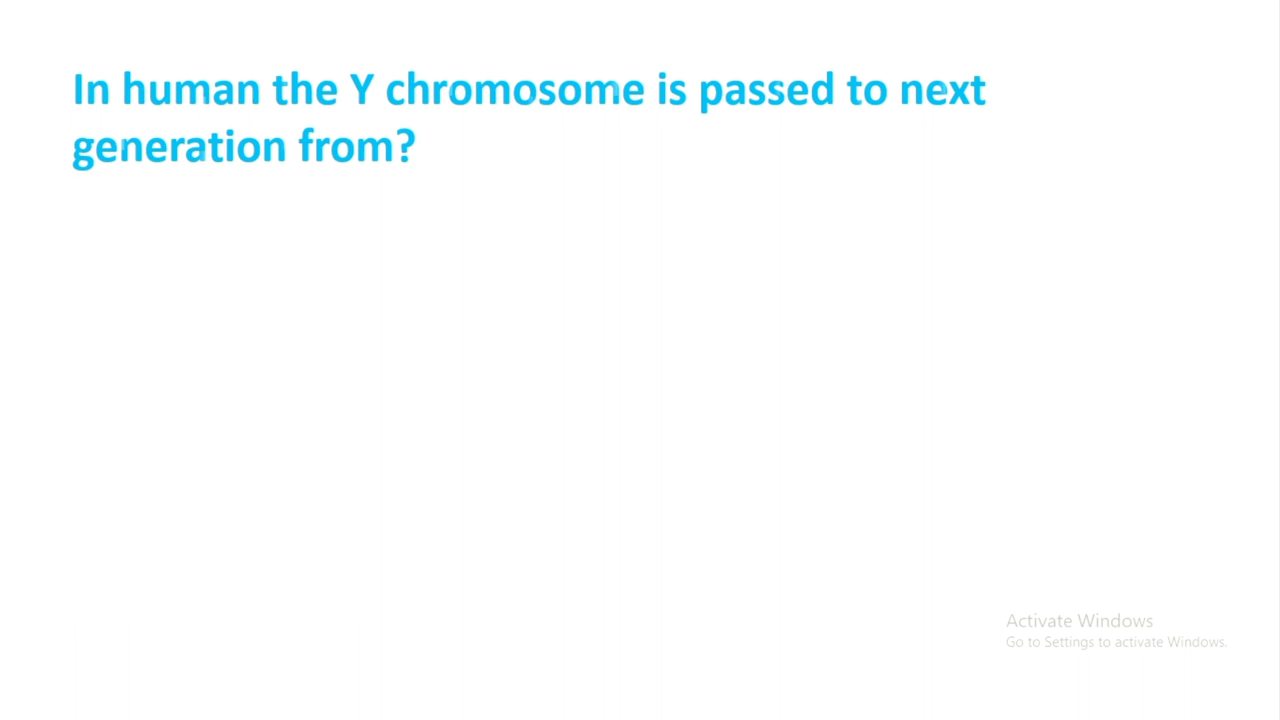 In human the Y chromosome is passed to next
generation from?
Activate Windows
Go to Settings to activate Windows.